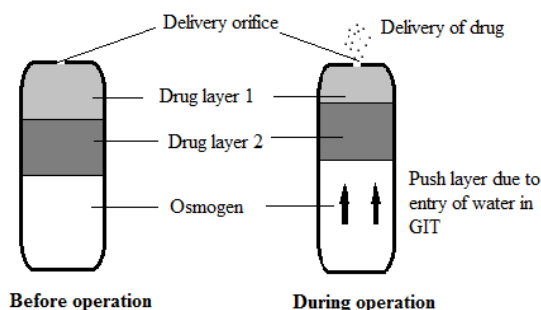 Delivery orifice
Delivery of drug
Drug layer 1
Drug layer 2
Osmogen
Push layer due to
entry of water in
GIT
Before operation
During operation